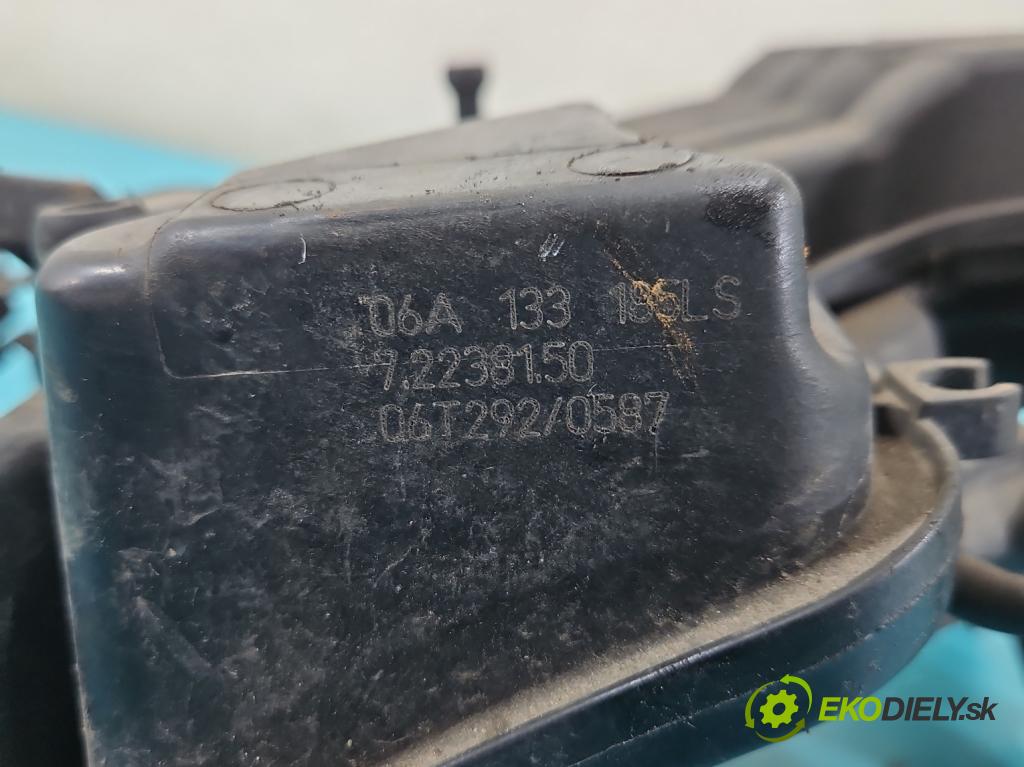 06A 133 185LS
7.22381.50
06T292/0587
EKODIELY.sk